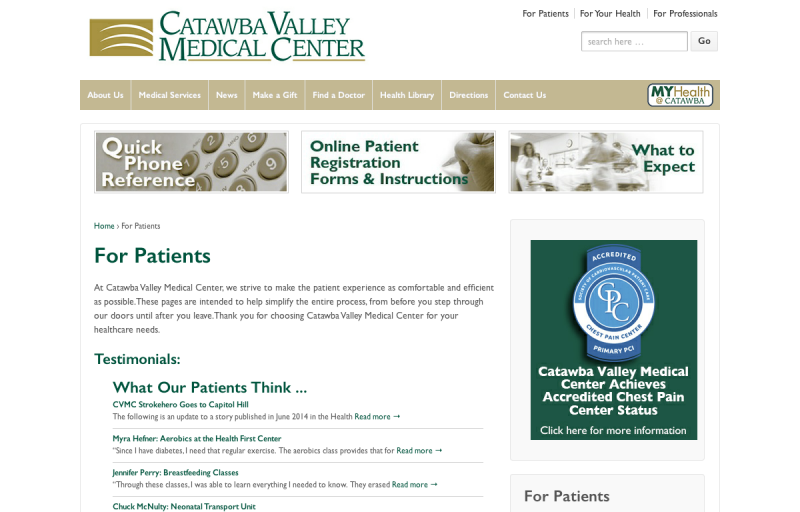 Catawba Valley
Medical Center
For Patients
For Your Health
For Professionals
search here ...
Go
About Us
Medical Services
News
Make a Gift
Find a Doctor
Health Library
Directions
Contact Us
MYHealth
@ CATAWBA
Quick
Phone
Reference
Online Patient
Registration
Forms & Instructions
What to
Expect
Home › For Patients
For Patients
At Catawba Valley Medical Center, we strive to make the patient experience as comfortable and efficient
as possible.These pages are intended to help simplify the entire process, from before you step through
our doors until after you leave.Thank you for choosing Catawba Valley Medical Center for your
healthcare needs.
Testimonials:
What Our Patients Think ...
CVMC Strokehero Goes to Capitol Hill
The following is an update to a story published in June 2014 in the Health Read more →
Myra Hefner: Aerobics at the Health First Center
"Since I have diabetes, I need that regular exercise. The aerobics class provides that for Read more →
Jennifer Perry: Breastfeeding Classes
"Through these classes, I was able to learn everything I needed to know. They erased Read more →
Chuck McNulty: Neonatal Transport Unit
ACCREDITED
SOCIETY OF CARDIOVASCULAR PATIENT CARE
CPC
CHEST PAIN CENTER
PRIMARY PCI
Catawba Valley Medical
Center Achieves
Accredited Chest Pain
Center Status
Click here for more information
For Patients